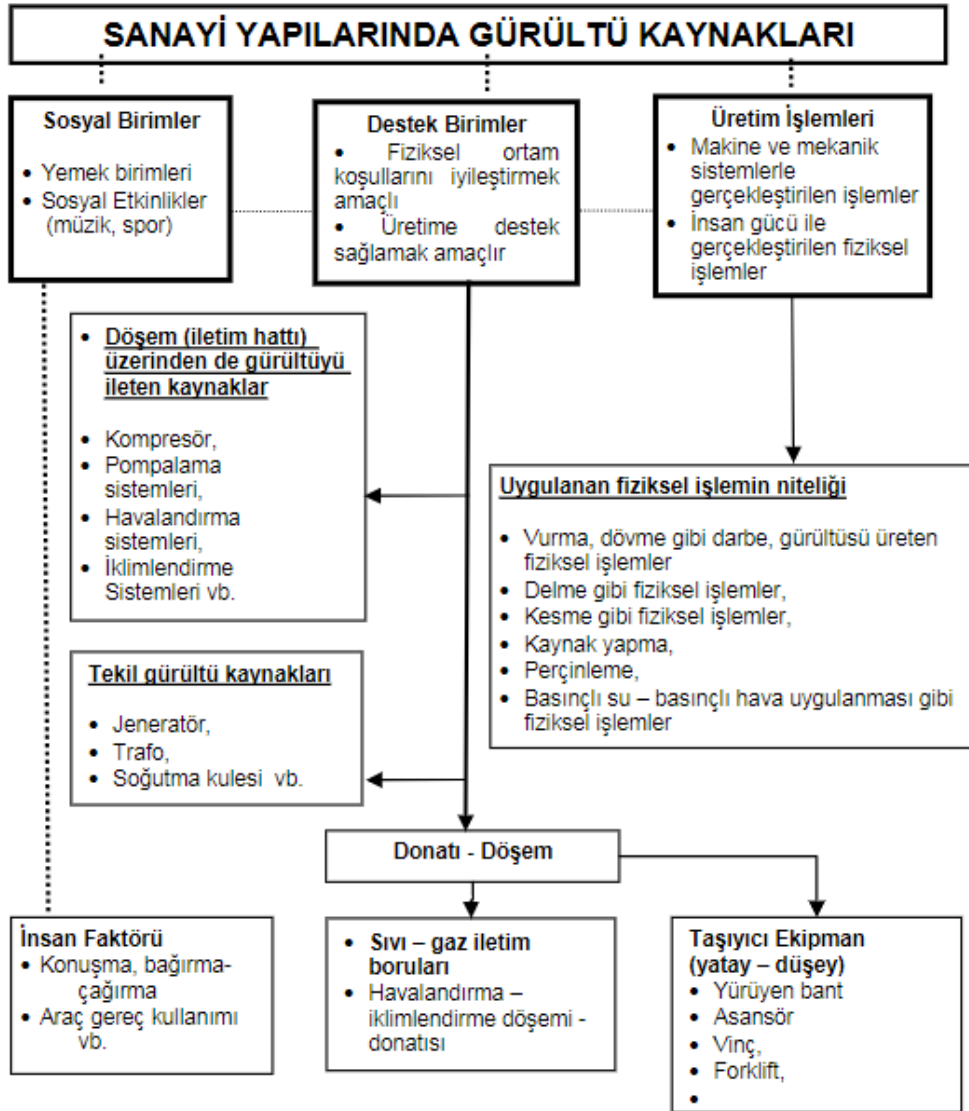 SANAYİ YAPILARINDA GÜRÜLTÜ KAYNAKLARI
Sosyal Birimler
• Yemek birimleri
• Sosyal Etkinlikler
(müzik, spor)
Destek Birimler
• Fiziksel ortam
koşullarını iyileştirmek
amaçlı
• Üretime destek
sağlamak amaçlır
Üretim İşlemleri
• Makine ve mekanik
sistemlerle
gerçekleştirilen işlemler
• İnsan gücü ile
gerçekleştirilen fiziksel
işlemler
• Döşem (iletim hattı)
üzerinden de gürültüyü
ileten kaynaklar
• Kompresör,
• Pompalama
sistemleri,
• Havalandırma
sistemleri,
• İklimlendirme
Sistemleri vb.
Uygulanan fiziksel işlemin niteliği
• Vurma, dövme gibi darbe, gürültüsü üreten
fiziksel işlemler
• Delme gibi fiziksel işlemler,
• Kesme gibi fiziksel işlemler,
• Kaynak yapma,
• Perçinleme,
• Basınçlı su – basınçlı hava uygulanması gibi
fiziksel işlemler
Tekil gürültü kaynakları
• Jeneratör,
• Trafo,
• Soğutma kulesi vb.
Donatı - Döşem
İnsan Faktörü
• Konuşma, bağırma-
çağırma
• Araç gereç kullanımı
vb.
• Sıvı – gaz iletim
boruları
• Havalandırma –
iklimlendirme döşemi -
donatısı
Taşıyıcı Ekipman
(yatay – düşey)
• Yürüyen bant
• Asansör
• Vinç,
• Forklift,
•